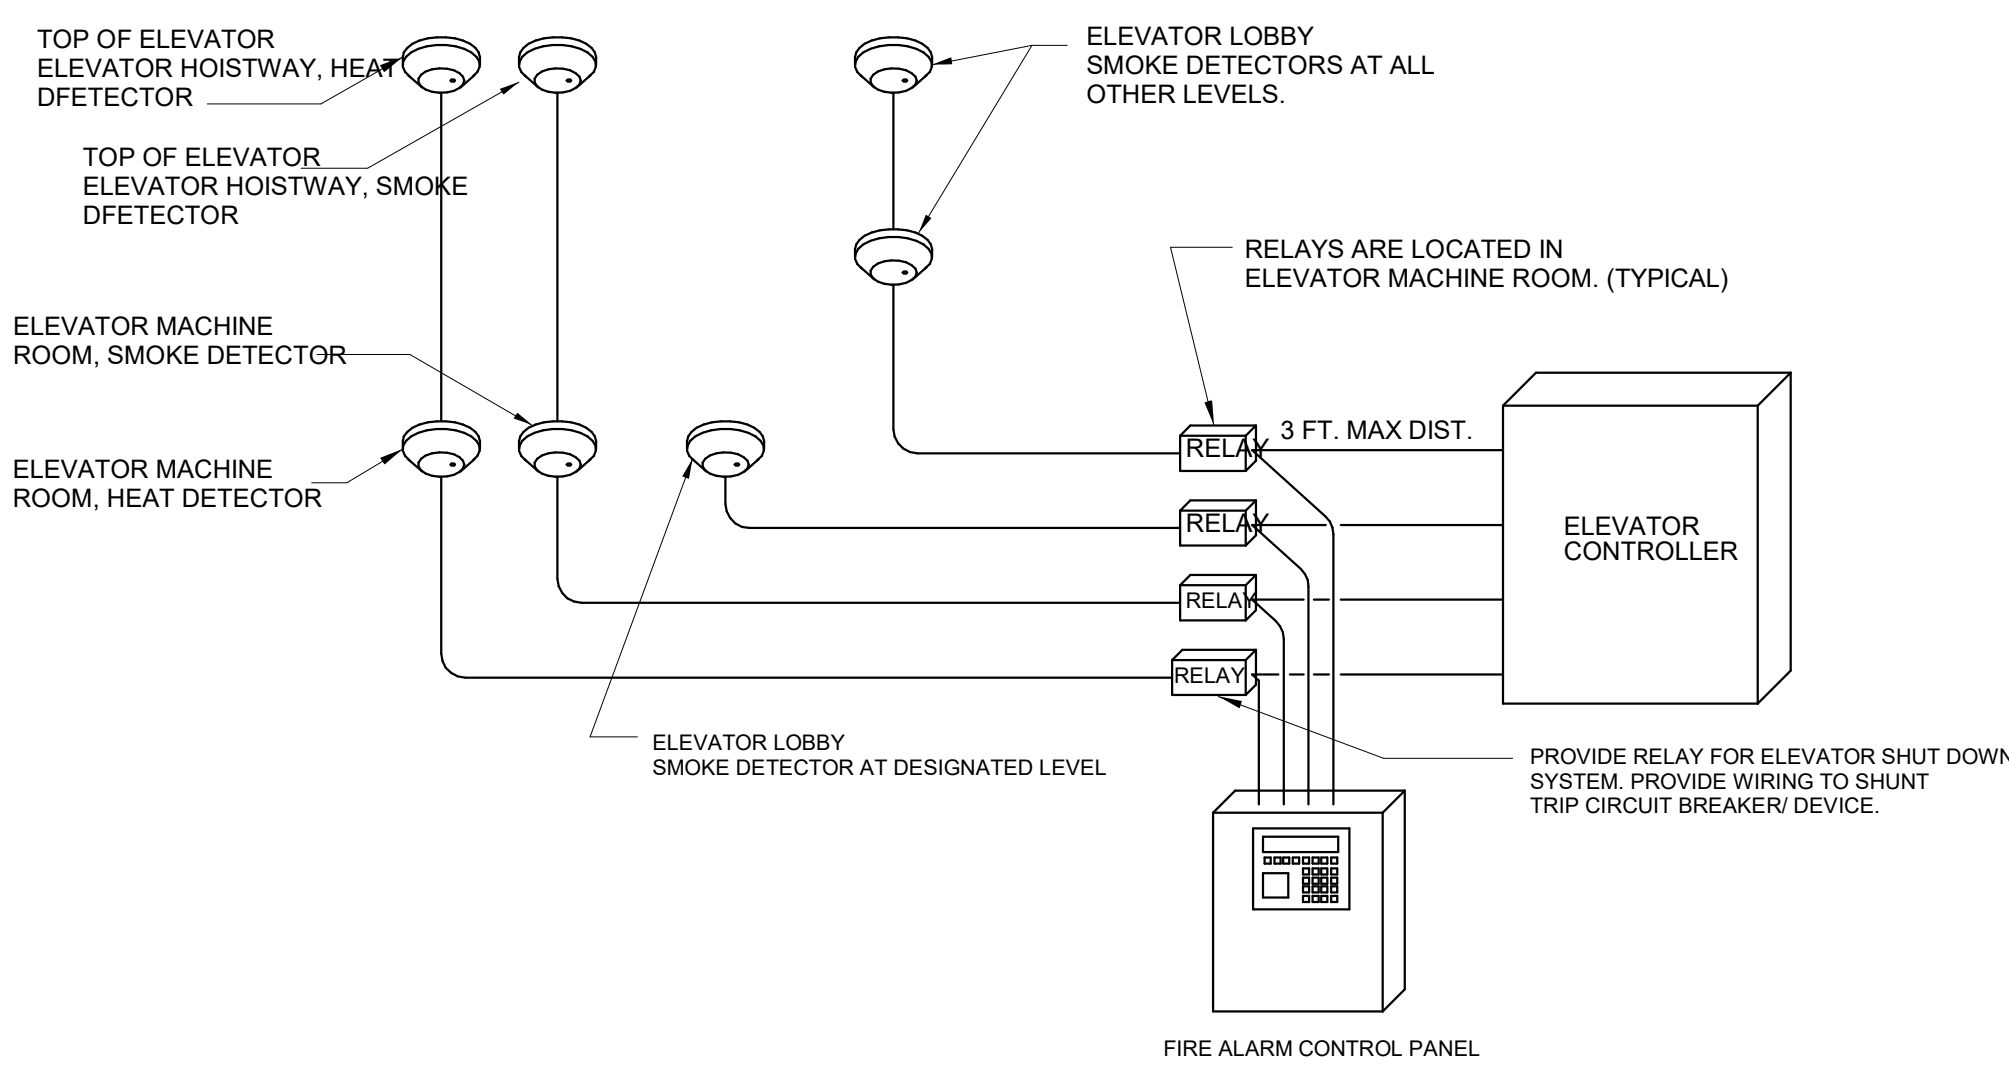 TOP OF ELEVATOR
ELEVATOR HOISTWAY, HEAT
DFETECTOR
ELEVATOR LOBBY
SMOKE DETECTORS AT ALL
OTHER LEVELS.
TOP OF ELEVATOR
ELEVATOR HOISTWAY, SMOKE
DFETECTOR
RELAYS ARE LOCATED IN
ELEVATOR MACHINE ROOM. (TYPICAL)
ELEVATOR MACHINE
ROOM, SMOKE DETECTOR
ELEVATOR MACHINE
ROOM, HEAT DETECTOR
3 FT. MAX DIST.
RELAY
RELAY
RELAY
RELAY
ELEVATOR
CONTROLLER
ELEVATOR LOBBY
SMOKE DETECTOR AT DESIGNATED LEVEL
PROVIDE RELAY FOR ELEVATOR SHUT DOWN
SYSTEM. PROVIDE WIRING TO SHUNT
TRIP CIRCUIT BREAKER/ DEVICE.
FIRE ALARM CONTROL PANEL